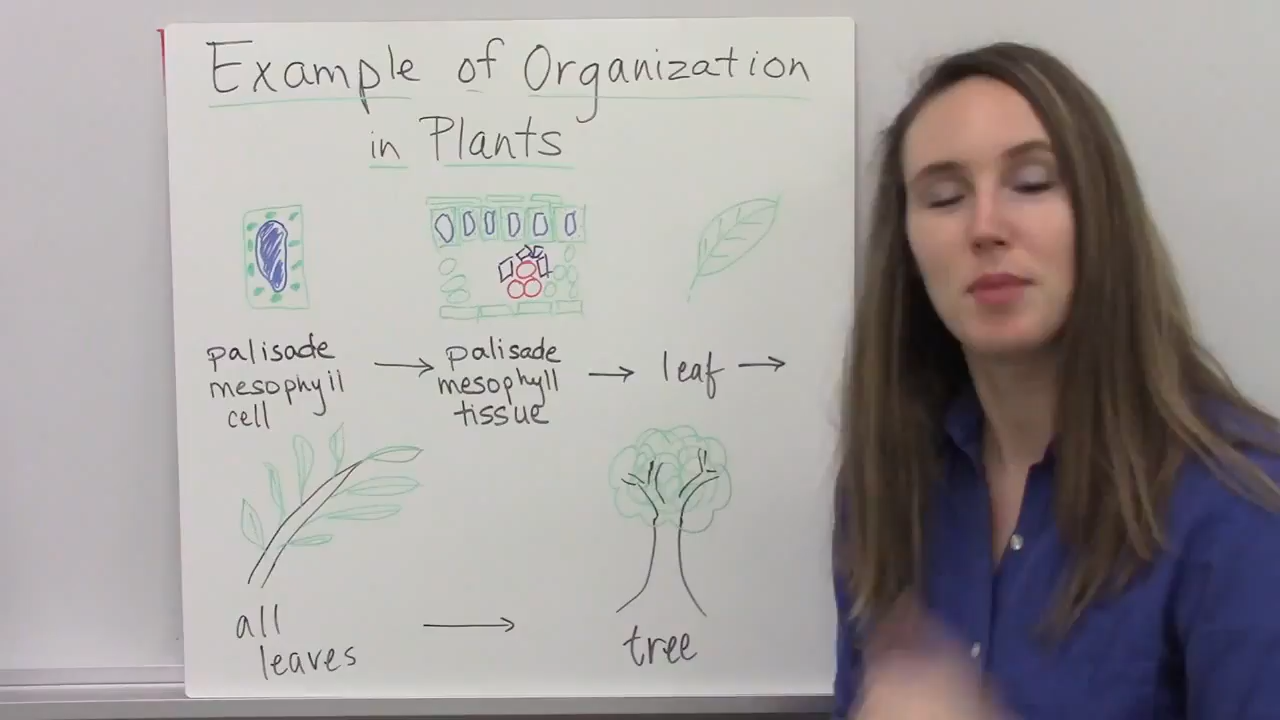 Example of Organization
in Plants
palisade
mesophyll
cell
palisade
mesophyll
tissue
leaf
all
leaves
tree